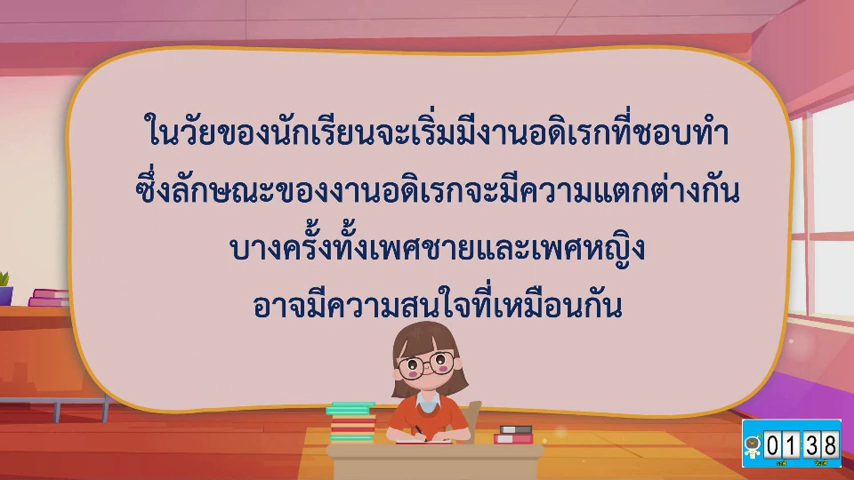 ในวัยของนักเรียนจะเริ่มมีงานอดิเรกที่ชอบทำ
ซึ่งลักษณะของงานอดิเรกจะมีความแตกต่างกัน
บางครั้งทั้งเพศชายและเพศหญิง
อาจมีความสนใจที่เหมือนกัน
0138